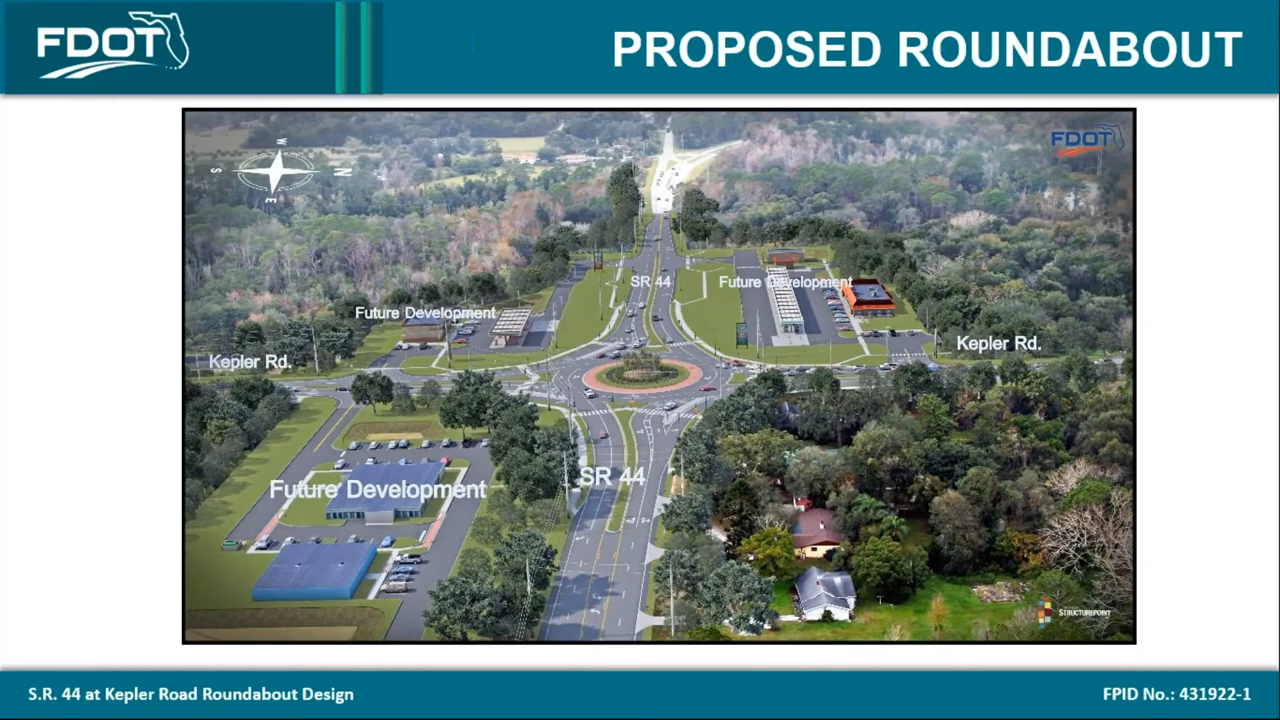 FDOT
PROPOSED ROUNDABOUT
FDOT
W
S
N
E
SR 44
Future Development
Future Development
Kepler Rd.
Kepler Rd.
SR 44
Future Development
STRUCTUREPOINT
S.R. 44 at Kepler Road Roundabout Design
FPID No.: 431922-1